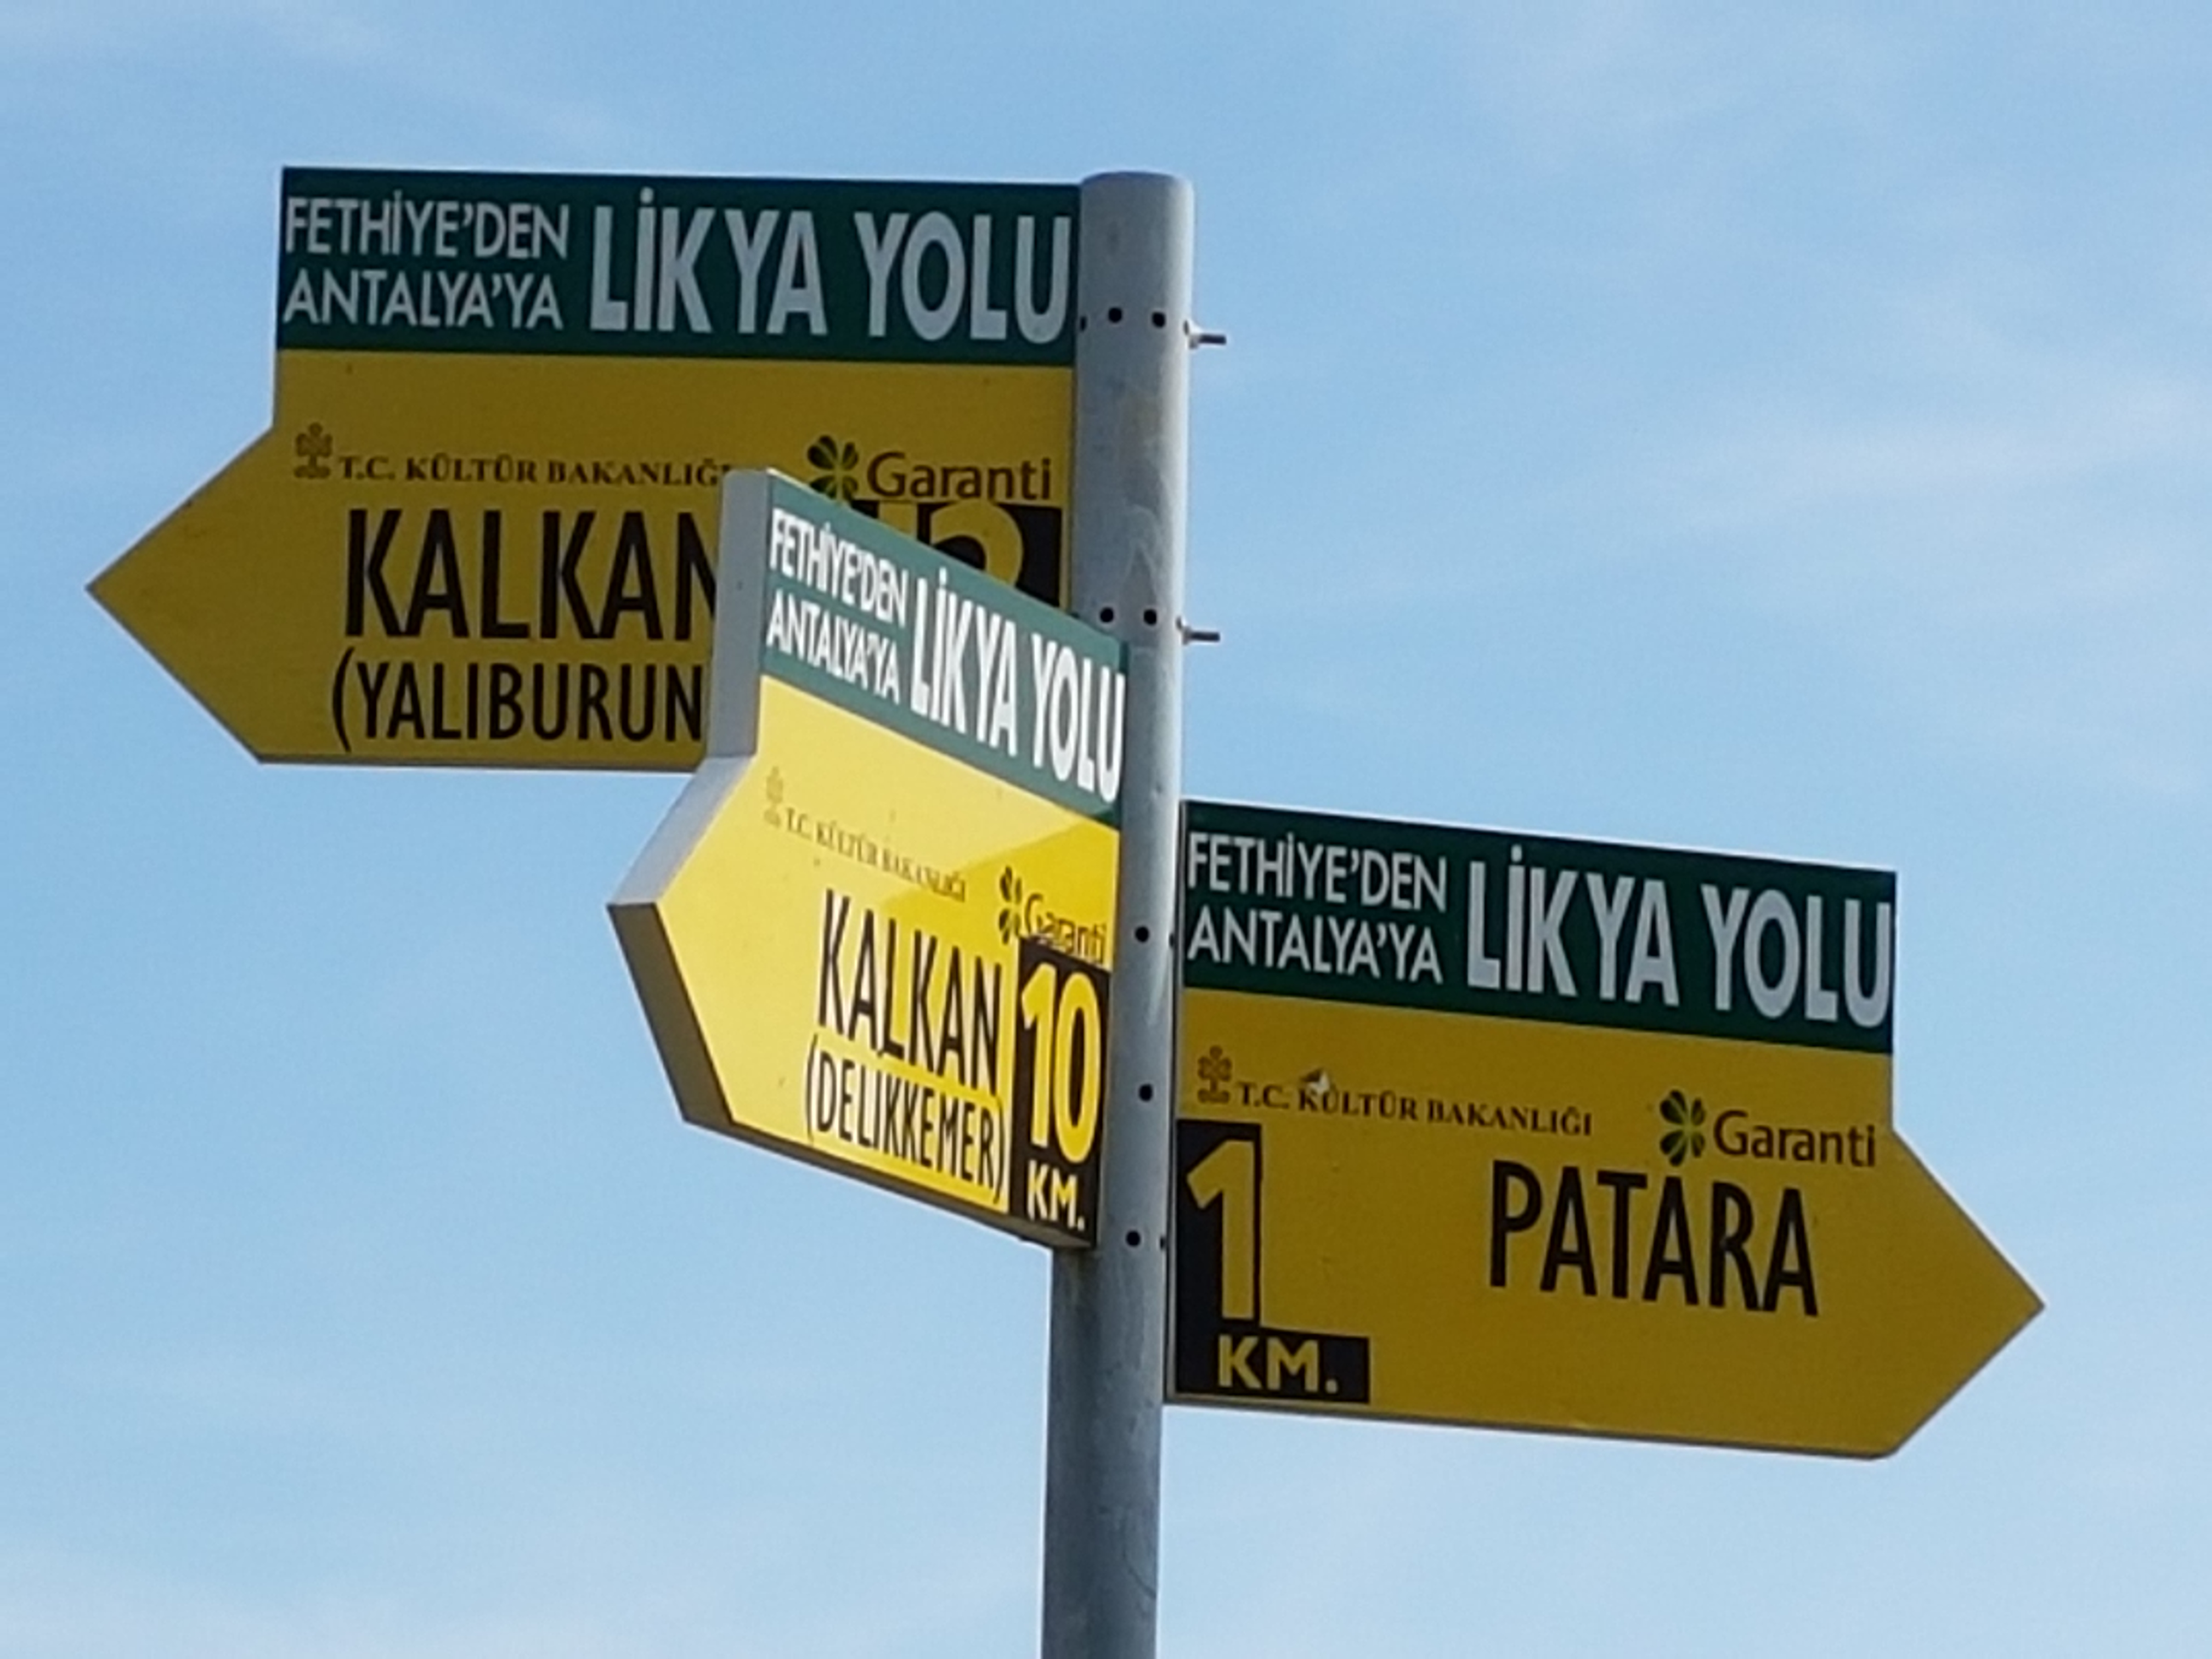 FETHİYE'DEN
ANTALYA'YA
LİKYA YOLU
T.C. KÜLTÜR BAKANLIĞI
Garanti
KALKAN
(YALIBURUN
FETHİYE'DEN
ANTALYA'YA
LİKYA YOLU
T.C. KÜLTÜR BAKANLIĞI
Garanti
KALKAN
(DELİKKEMER)
10
KM.
FETHİYE'DEN
ANTALYA'YA
LİKYA YOLU
T.C. KÜLTÜR BAKANLIĞI
Garanti
PATARA
1
KM.